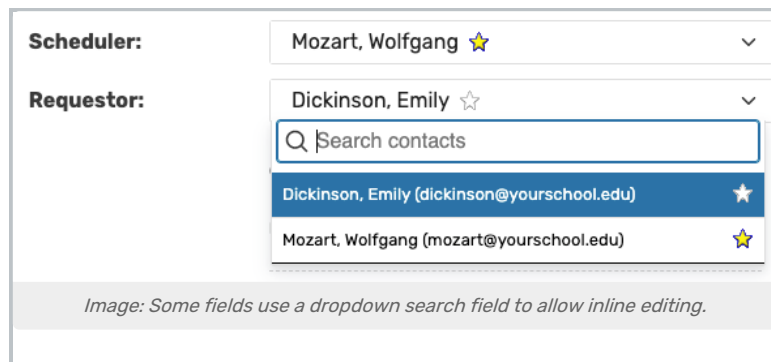 Scheduler: Mozart, Wolfgang
Requestor: Dickinson, Emily
Search contacts
Dickinson, Emily (dickinson@yourschool.edu)
Mozart, Wolfgang (mozart@yourschool.edu)
Image: Some fields use a dropdown search field to allow inline editing.